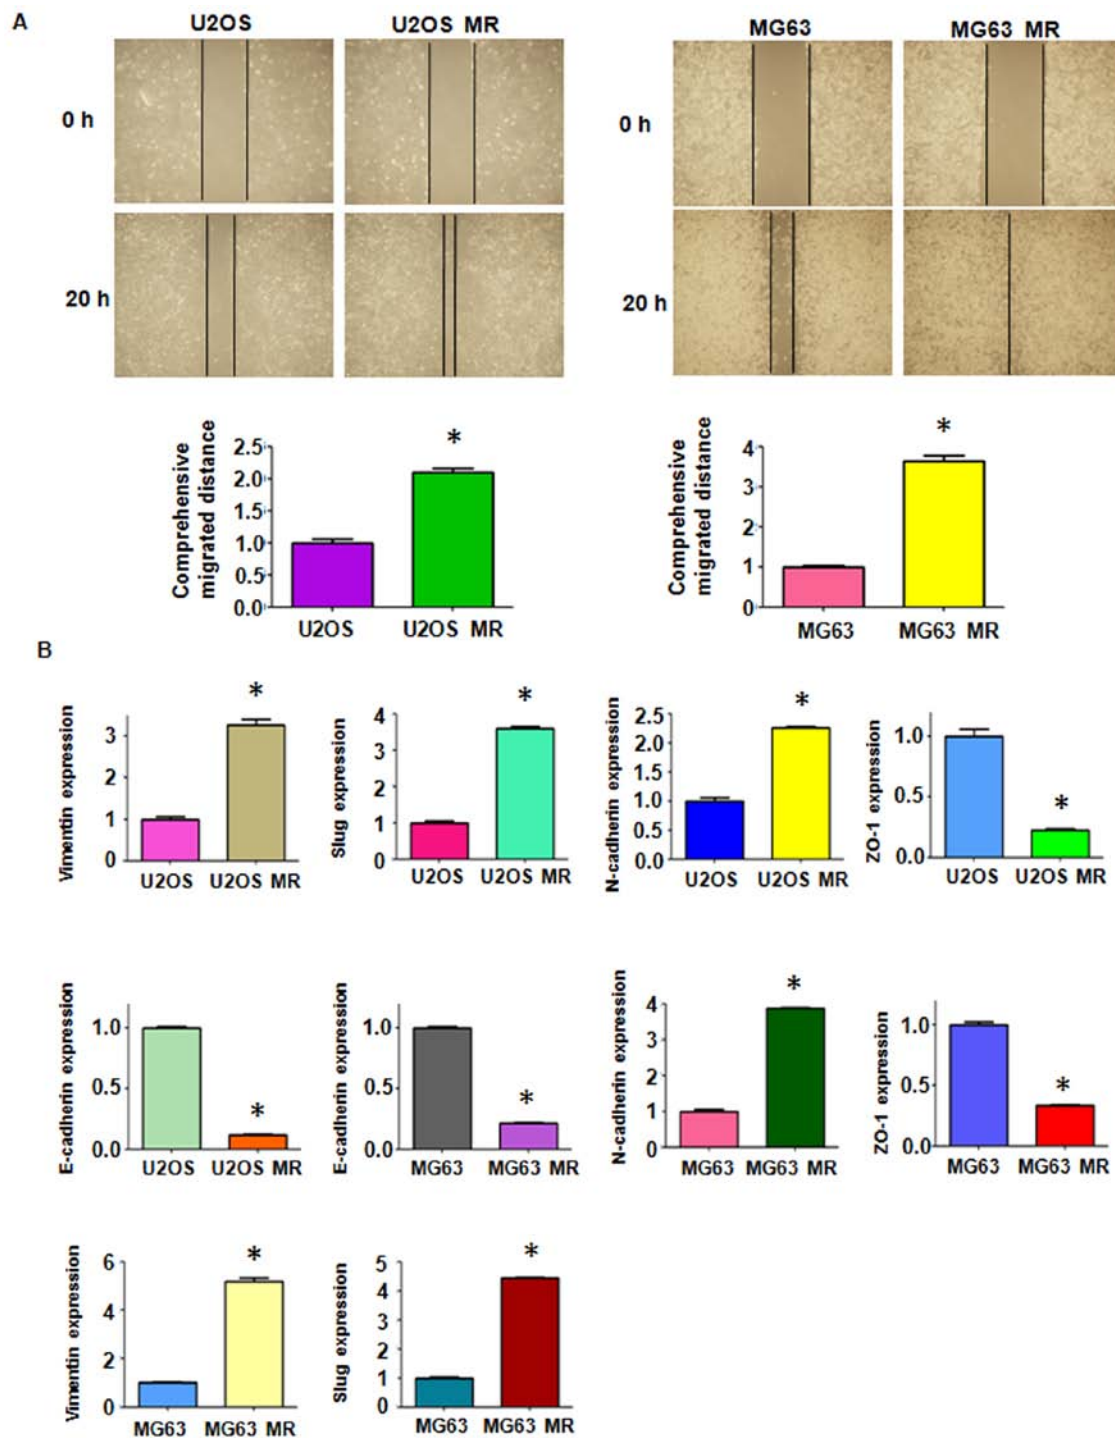 A
U2OS
U2OS MR
MG63
MG63 MR
0 h
0 h
20 h
20 h
Comprehensive
migrated distance
2.5
2.0
1.5
1.0
0.5
0.0
*
U2OS
U2OS MR
Comprehensive
migrated distance
4
3
2
1
0
*
MG63
MG63 MR
B
Vimentin expression
3
2
1
0
*
U2OS
U2OS MR
Slug expression
4
3
2
1
0
*
U2OS
U2OS MR
N-cadherin expression
2.5
2.0
1.5
1.0
0.5
0.0
*
U2OS
U2OS MR
ZO-1 expression
1.0
0.5
0.0
*
U2OS
U2OS MR
E-cadherin expression
1.0
0.5
0.0
*
U2OS
U2OS MR
E-cadherin expression
1.0
0.5
0.0
*
MG63
MG63 MR
N-cadherin expression
4
3
2
1
0
*
MG63
MG63 MR
ZO-1 expression
1.0
0.5
0.0
*
MG63
MG63 MR
Vimentin expression
6
4
2
0
*
MG63
MG63 MR
Slug expression
5
4
3
2
1
0
*
MG63
MG63 MR